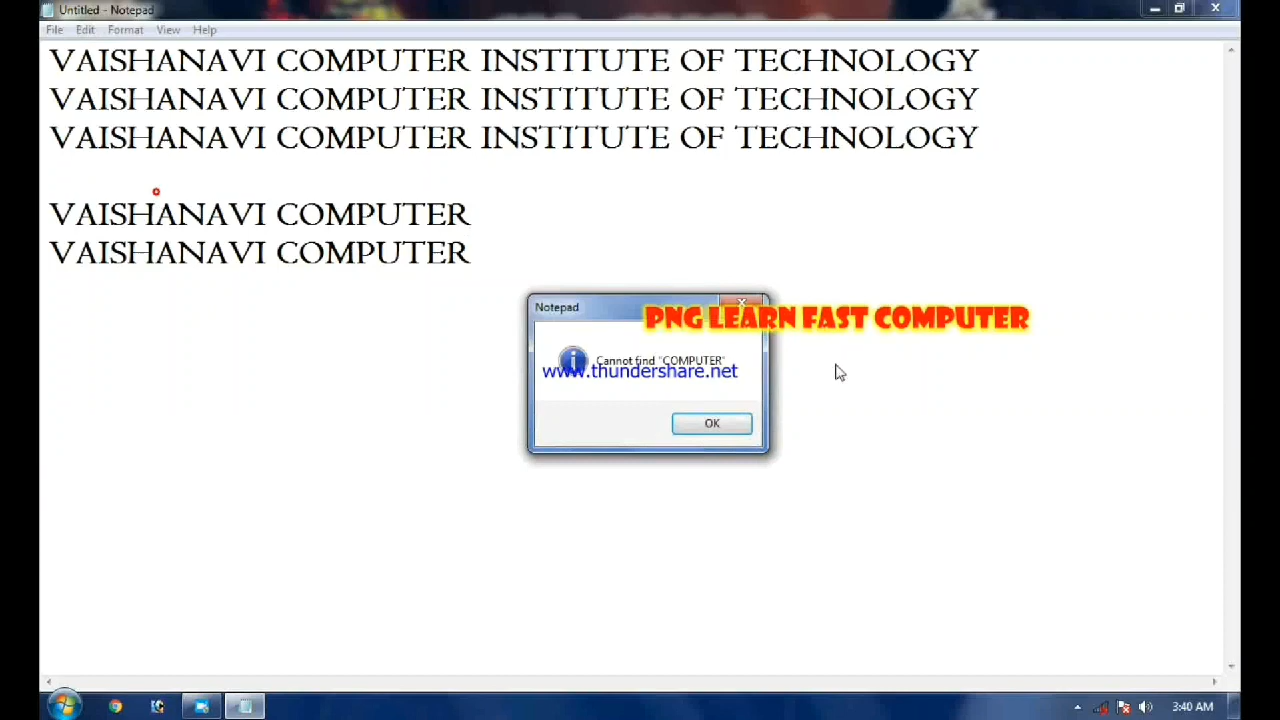 Untitled - Notepad
File Edit Format View Help
VAISHANAVI COMPUTER INSTITUTE OF TECHNOLOGY
VAISHANAVI COMPUTER INSTITUTE OF TECHNOLOGY
VAISHANAVI COMPUTER INSTITUTE OF TECHNOLOGY
VAISHANAVI COMPUTER
VAISHANAVI COMPUTER
Notepad
PNG LEARN FAST COMPUTER
Cannot find "COMPUTER"
www.thundershare.net
OK
3:40 AM